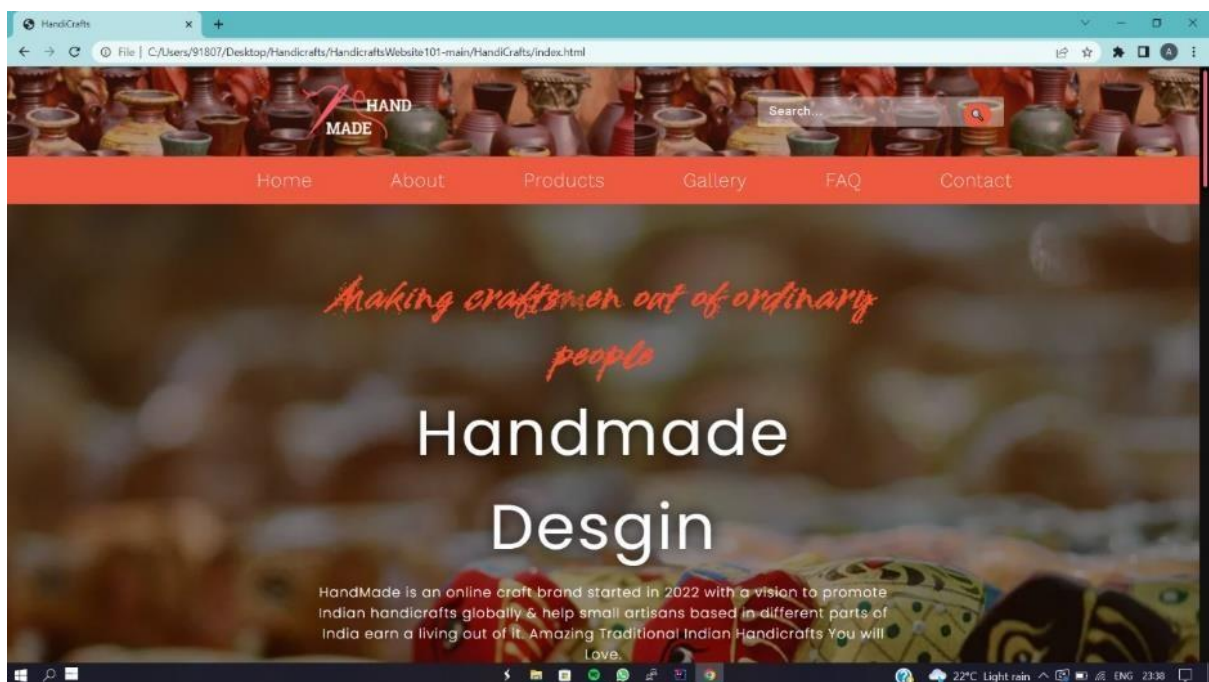 HandiCrafts
File | C:/Users/91807/Desktop/Handicrafts/HandicraftsWebsite101-main/HandiCrafts/index.html
A
HAND
MADE
Search...
Home About Products Gallery FAQ Contact
Making craftsmen out of ordinary
people
Handmade
Desgin
HandMade is an online craft brand started in 2022 with a vision to promote
Indian handicrafts globally & help small artisans based in different parts of
India earn a living out of it. Amazing Traditional Indian Handicrafts You will
Love.
22°C Light rain ENG 23:38